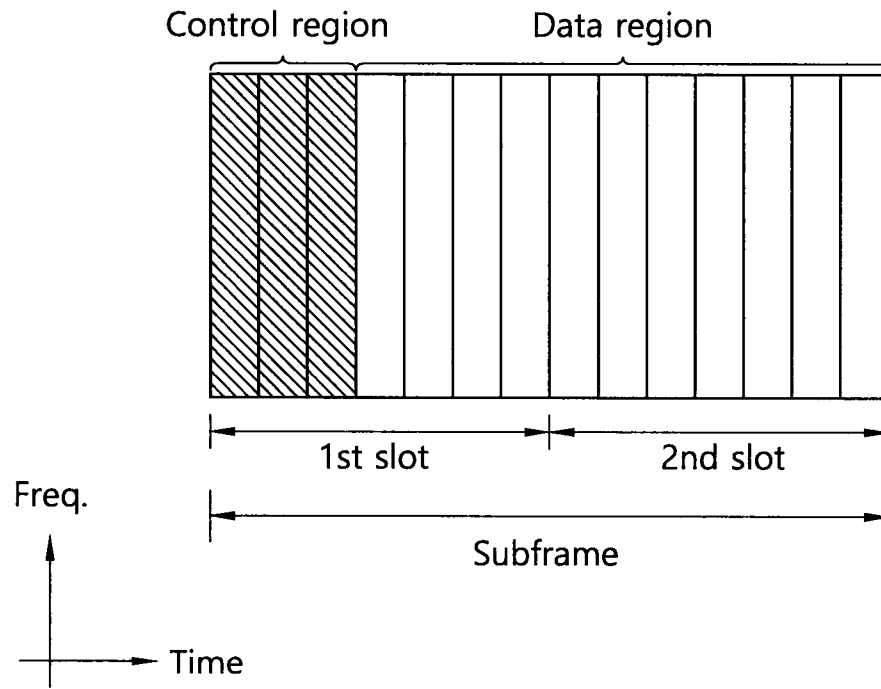 Control region
Data region
1st slot
2nd slot
Freq.
Subframe
Time